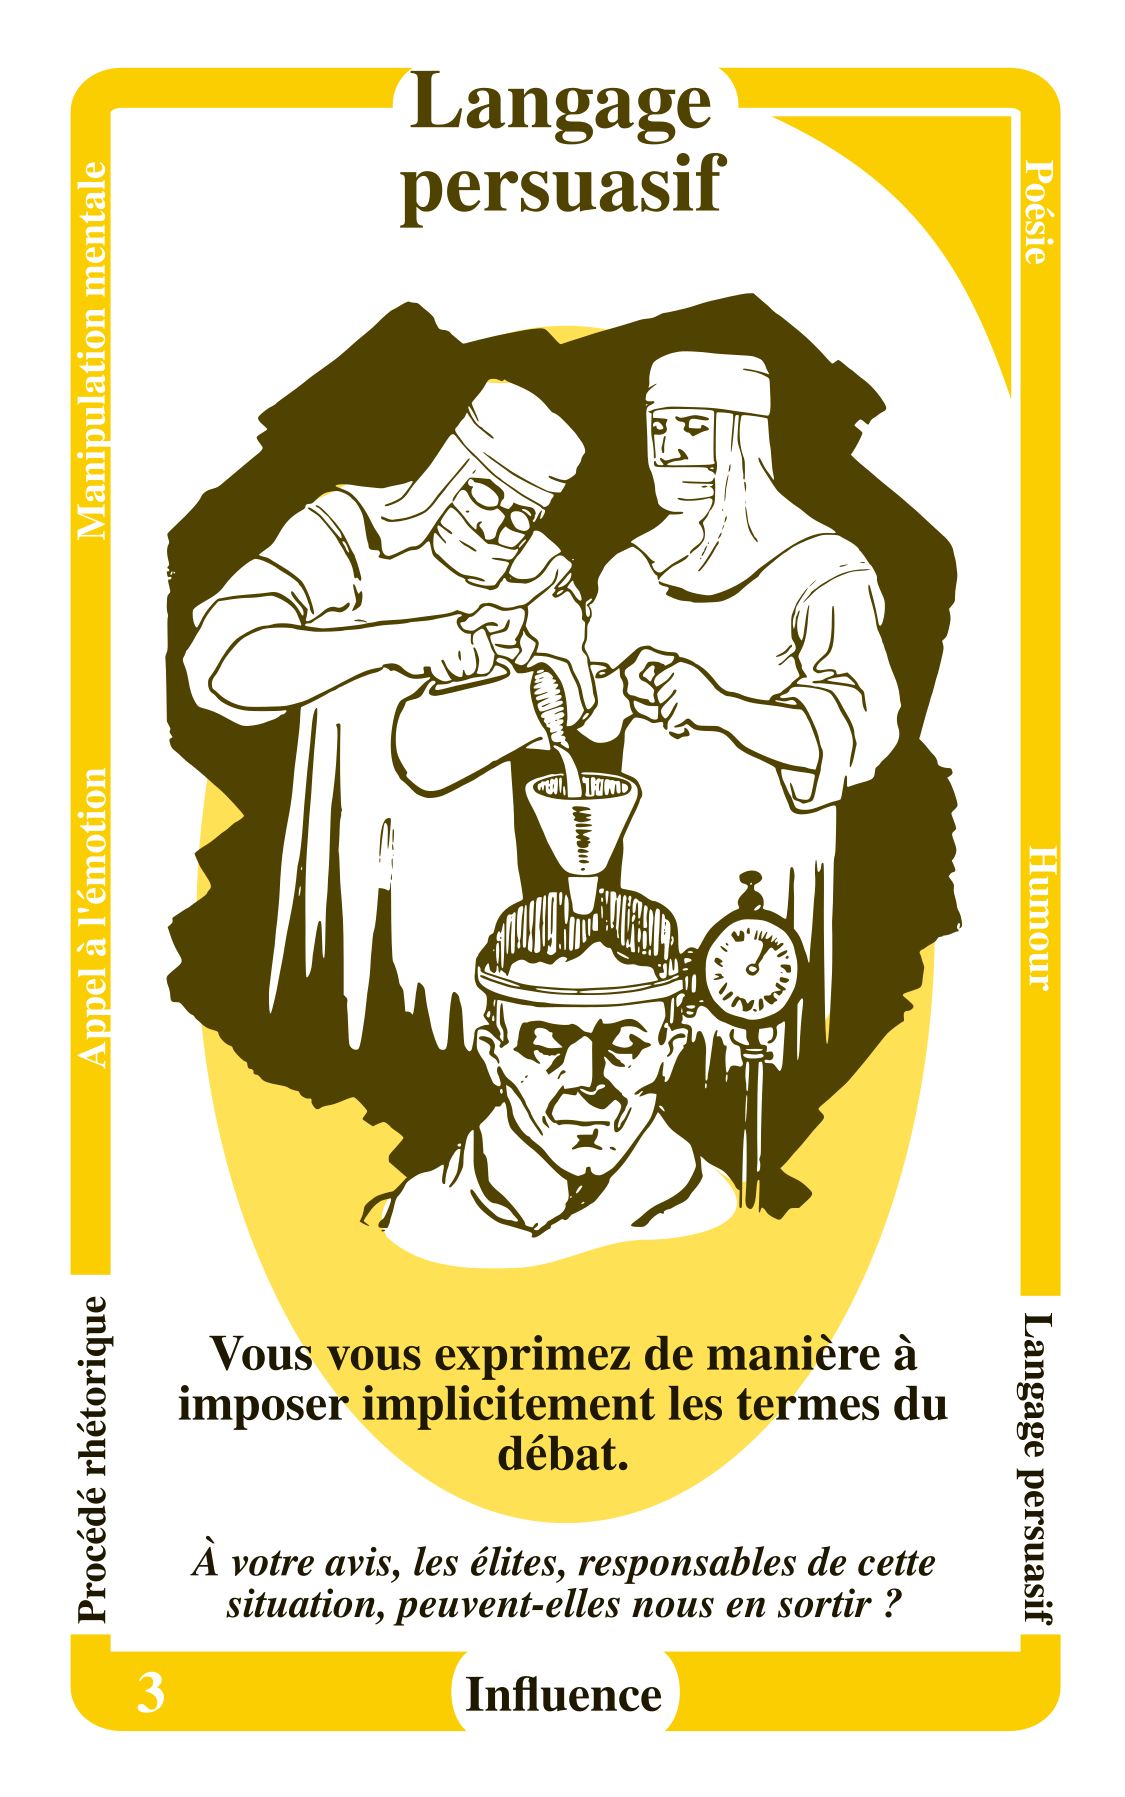 Langage
persuasif
Manipulation mentale
Appel à l'émotion
Procédé rhétorique
Poésie
Humour
Langage persuasif
Vous vous exprimez de manière à
imposer implicitement les termes du
débat.
À votre avis, les élites, responsables de cette
situation, peuvent-elles nous en sortir ?
3
Influence